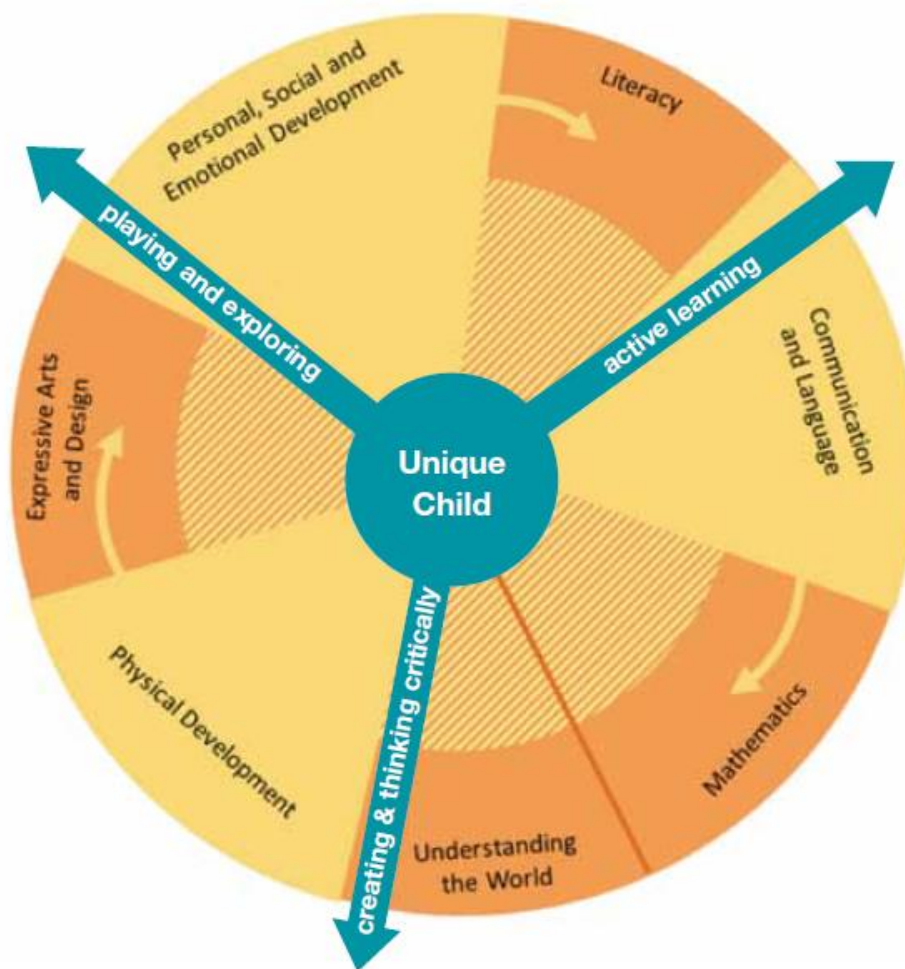 Personal, Social and
Emotional Development
Literacy
playing and exploring
active learning
Communication
and Language
Expressive Arts
and Design
Unique
Child
Physical Development
creating & thinking critically
Mathematics
Understanding
the World